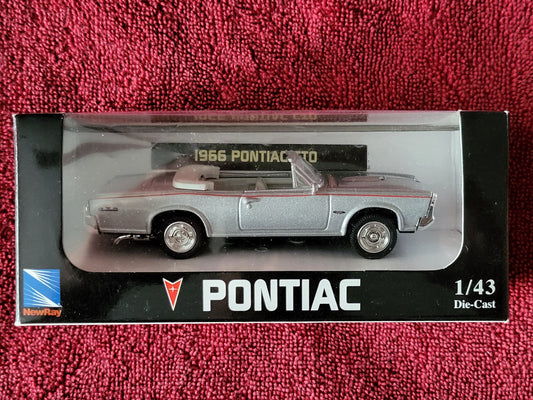 1966 PONTIAC GTO
NewRay
PONTIAC
1/43
Die-Cast